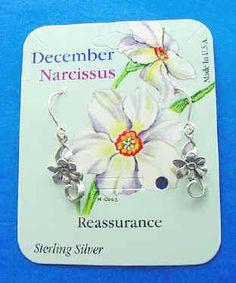 December
Narcissus
Made In U.S.A.
Reassurance
Sterling Silver